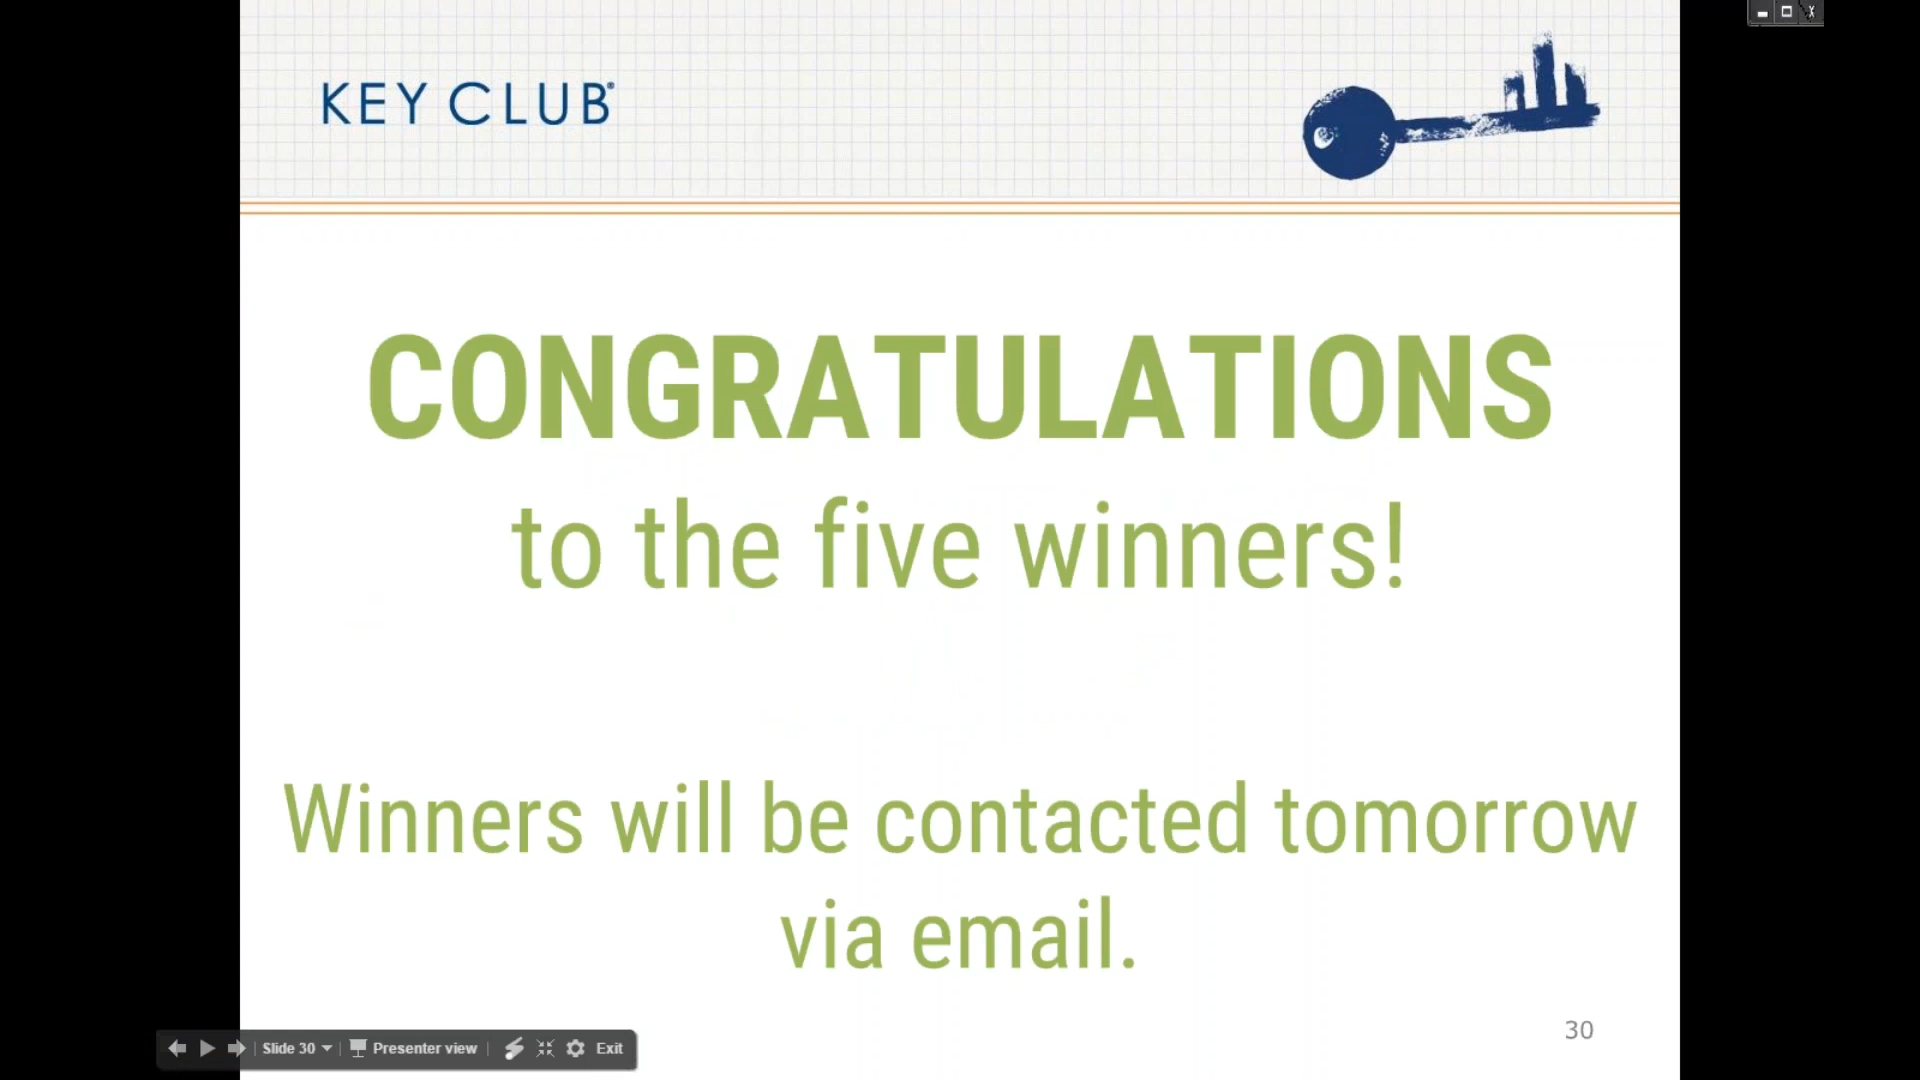 KEY CLUB®
CONGRATULATIONS
to the five winners!
Winners will be contacted tomorrow
via email.
30
Slide 30
Presenter view
Exit